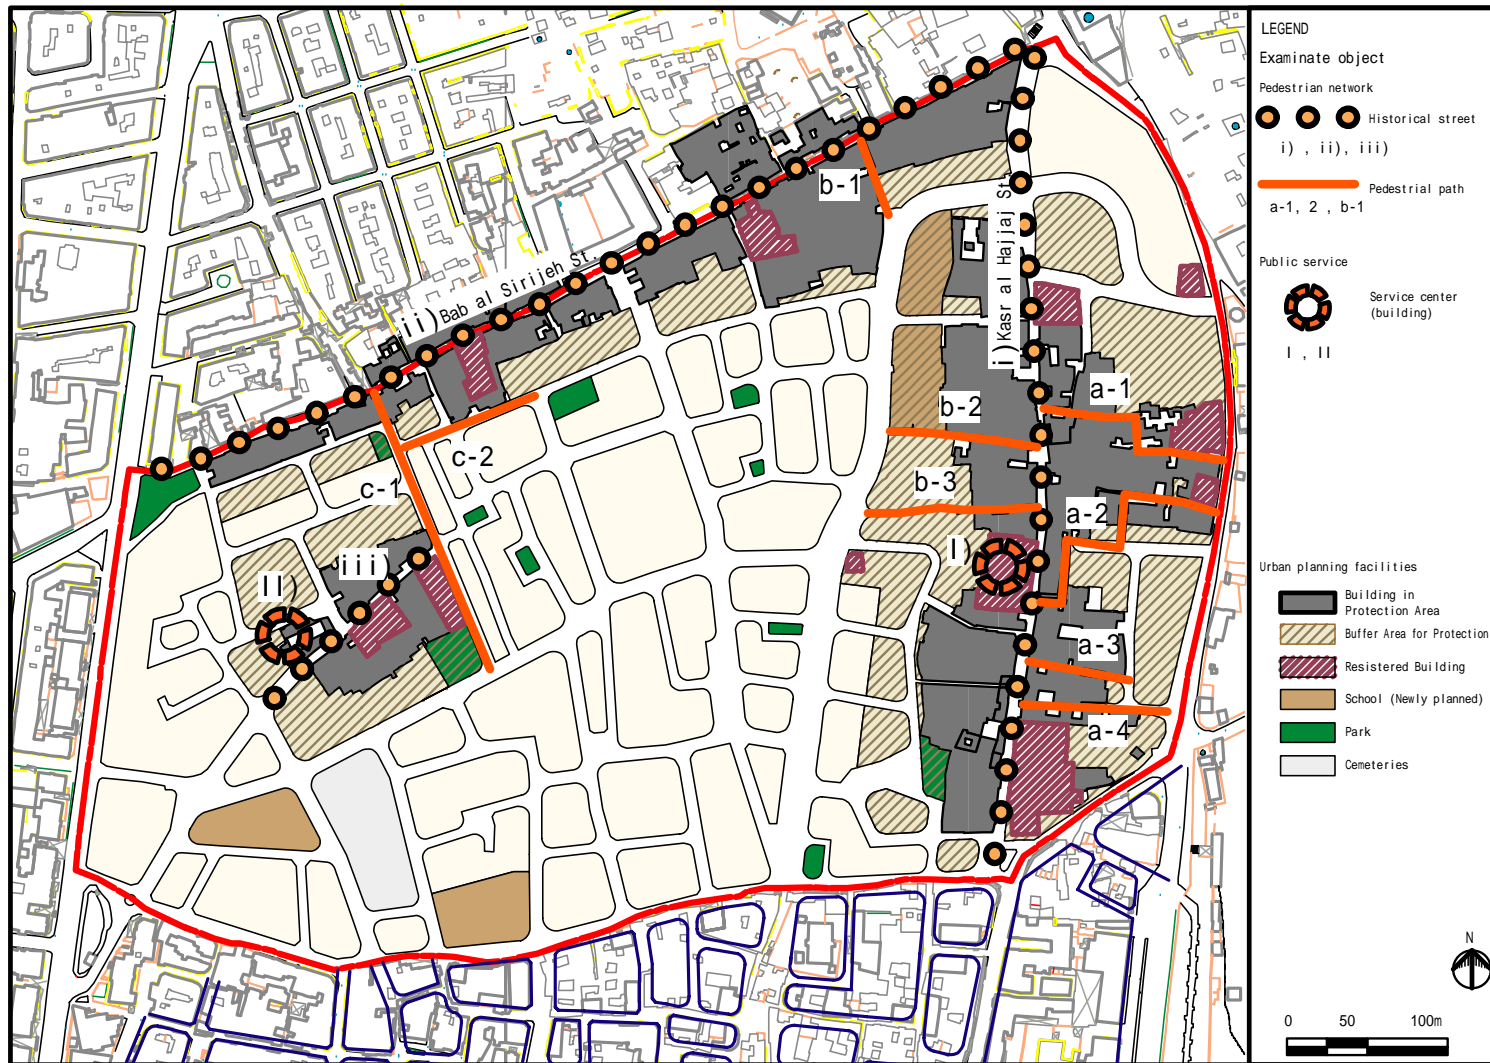 b-1
ii)Bab al Sirijeh St.
i)Kasr al Hajjaj St.
a-1
b-2
c-2
c-1
b-3
a-2
I)
iii)
II)
a-3
a-4
LEGEND
Examinate object
Pedestrian network
Historical street
i) , ii), iii)
Pedestrial path
a-1, 2 , b-1
Public service
Service center
(building)
I , II
Urban planning facilities
Building in
Protection Area
Buffer Area for Protection
Resistered Building
School (Newly planned)
Park
Cemeteries
N
0 50 100m